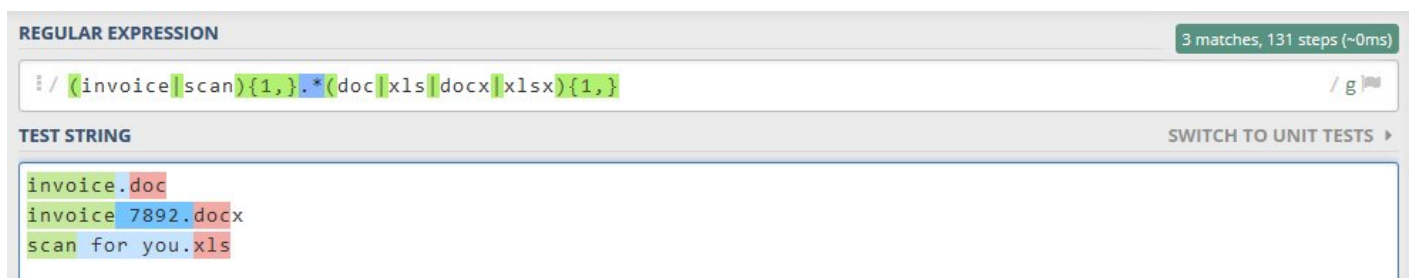 REGULAR EXPRESSION
3 matches, 131 steps (~0ms)
/ (invoice|scan){1,}.*(doc|xls|docx|xlsx){1,}
/ g
TEST STRING
SWITCH TO UNIT TESTS
invoice.doc
invoice 7892.docx
scan for you.xls